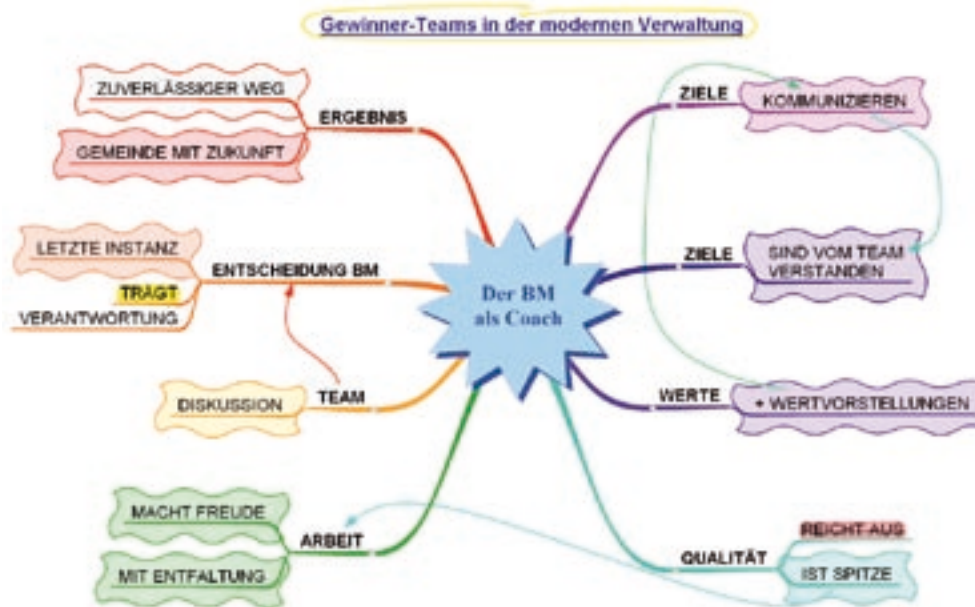 Gewinner-Teams in der modernen Verwaltung
ZUVERLÄSSIGER WEG
ERGEBNIS
GEMEINDE MIT ZUKUNFT
LETZTE INSTANZ
ENTSCHEIDUNG BM
TRÄGT
VERANTWORTUNG
DISKUSSION
TEAM
MACHT FREUDE
ARBEIT
MIT ENTFALTUNG
Der BM
als Coach
ZIELE
KOMMUNIZIEREN
ZIELE
SIND VOM TEAM
VERSTANDEN
WERTE
+ WERTVORSTELLUNGEN
QUALITÄT
REICHT AUS
IST SPITZE